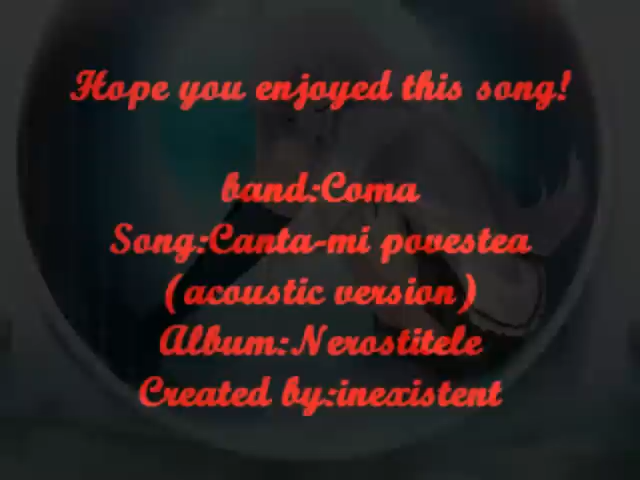 Hope you enjoyed this song!
band:Coma
Song:Canta-mi povestea
(acoustic version)
Album:Nerostitele
Created by:inexistent